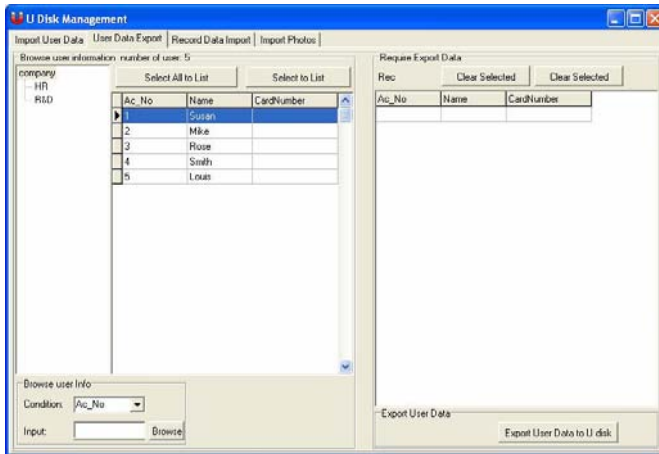 U Disk Management
Import User Data User Data Export Record Data Import Import Photos
Browse user information number of user: 5
company
HR
R&D
Select All to List Select to List
Ac_No Name CardNumber
1 Susan
2 Mike
3 Rose
4 Smith
5 Louis
Browse user Info
Condition: Ac_No
Input: Browse
Require Export Data
Rec Clear Selected Clear Selected
Ac_No Name CardNumber
Export User Data
Export User Data to U disk